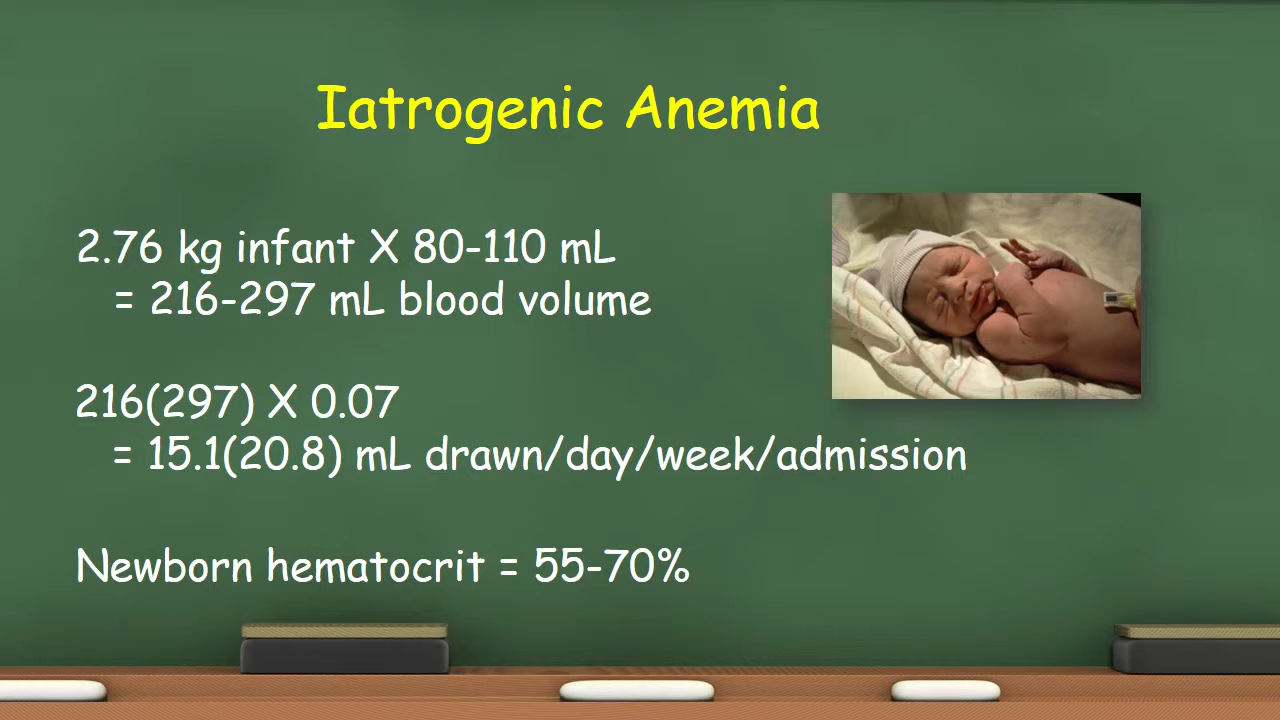 Iatrogenic Anemia
2.76 kg infant X 80-110 mL
= 216-297 mL blood volume
216(297) X 0.07
= 15.1(20.8) mL drawn/day/week/admission
Newborn hematocrit = 55-70%